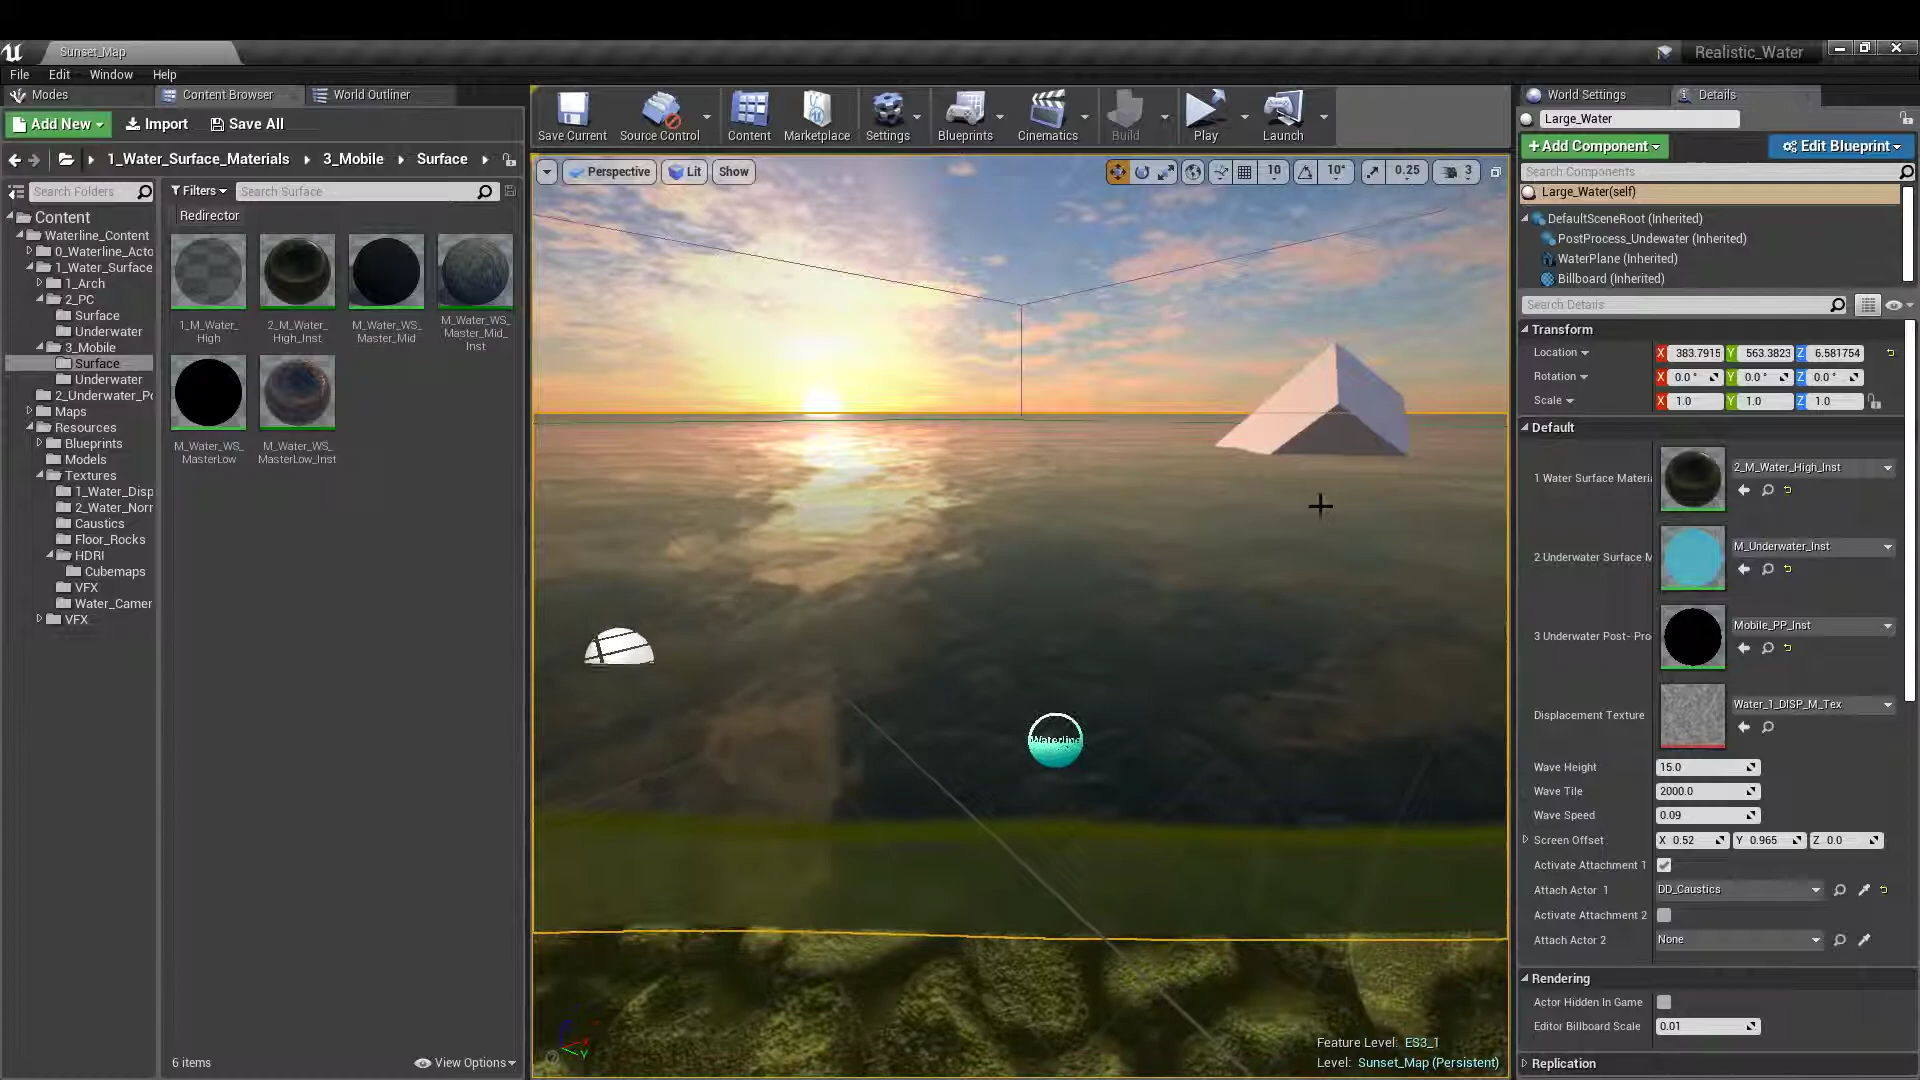 Sunset_Map
Realistic_Water
File Edit Window Help
Modes
Content Browser
World Outliner
Add New
Import
Save All
1_Water_Surface_Materials
3_Mobile
Surface
Search Folders
Filters
Search Surface
Redirector
Content
Waterline_Content
0_Waterline_Acto
1_Water_Surface
1_Arch
2_PC
Surface
Underwater
3_Mobile
Surface
Underwater
2_Underwater_Po
Maps
Resources
Blueprints
Models
Textures
1_Water_Disp
2_Water_Norr
Caustics
Floor_Rocks
HDRI
Cubemaps
VFX
Water_Camer
VFX
1_M_Water_
High
2_M_Water_
High_Inst
M_Water_WS_
Master_Mid
M_Water_WS_
Master_Mid_
Inst
M_Water_WS_
MasterLow
M_Water_WS_
MasterLow_Inst
6 items
View Options
Save Current
Source Control
Content
Marketplace
Settings
Blueprints
Cinematics
Build
Play
Launch
Perspective
Lit
Show
10
10°
0.25
3
Waterline
Feature Level: ES3_1
Level: Sunset_Map (Persistent)
World Settings
Details
Large_Water
+Add Component
Edit Blueprint
Search Components
Large_Water(self)
DefaultSceneRoot (Inherited)
PostProcess_Undewater (Inherited)
WaterPlane (Inherited)
Billboard (Inherited)
Search Details
Transform
Location X 383.7915 Y 563.3823 Z 6.581754
Rotation X 0.0 ° Y 0.0 ° Z 0.0 °
Scale X 1.0 Y 1.0 Z 1.0
Default
1 Water Surface Materi
2_M_Water_High_Inst
2 Underwater Surface M
M_Underwater_Inst
3 Underwater Post- Pro
Mobile_PP_Inst
Displacement Texture
Water_1_DISP_M_Tex
Wave Height 15.0
Wave Tile 2000.0
Wave Speed 0.09
Screen Offset X 0.52 Y 0.965 Z 0.0
Activate Attachment 1
Attach Actor 1 DD_Caustics
Activate Attachment 2
Attach Actor 2 None
Rendering
Actor Hidden In Game
Editor Billboard Scale 0.01
Replication